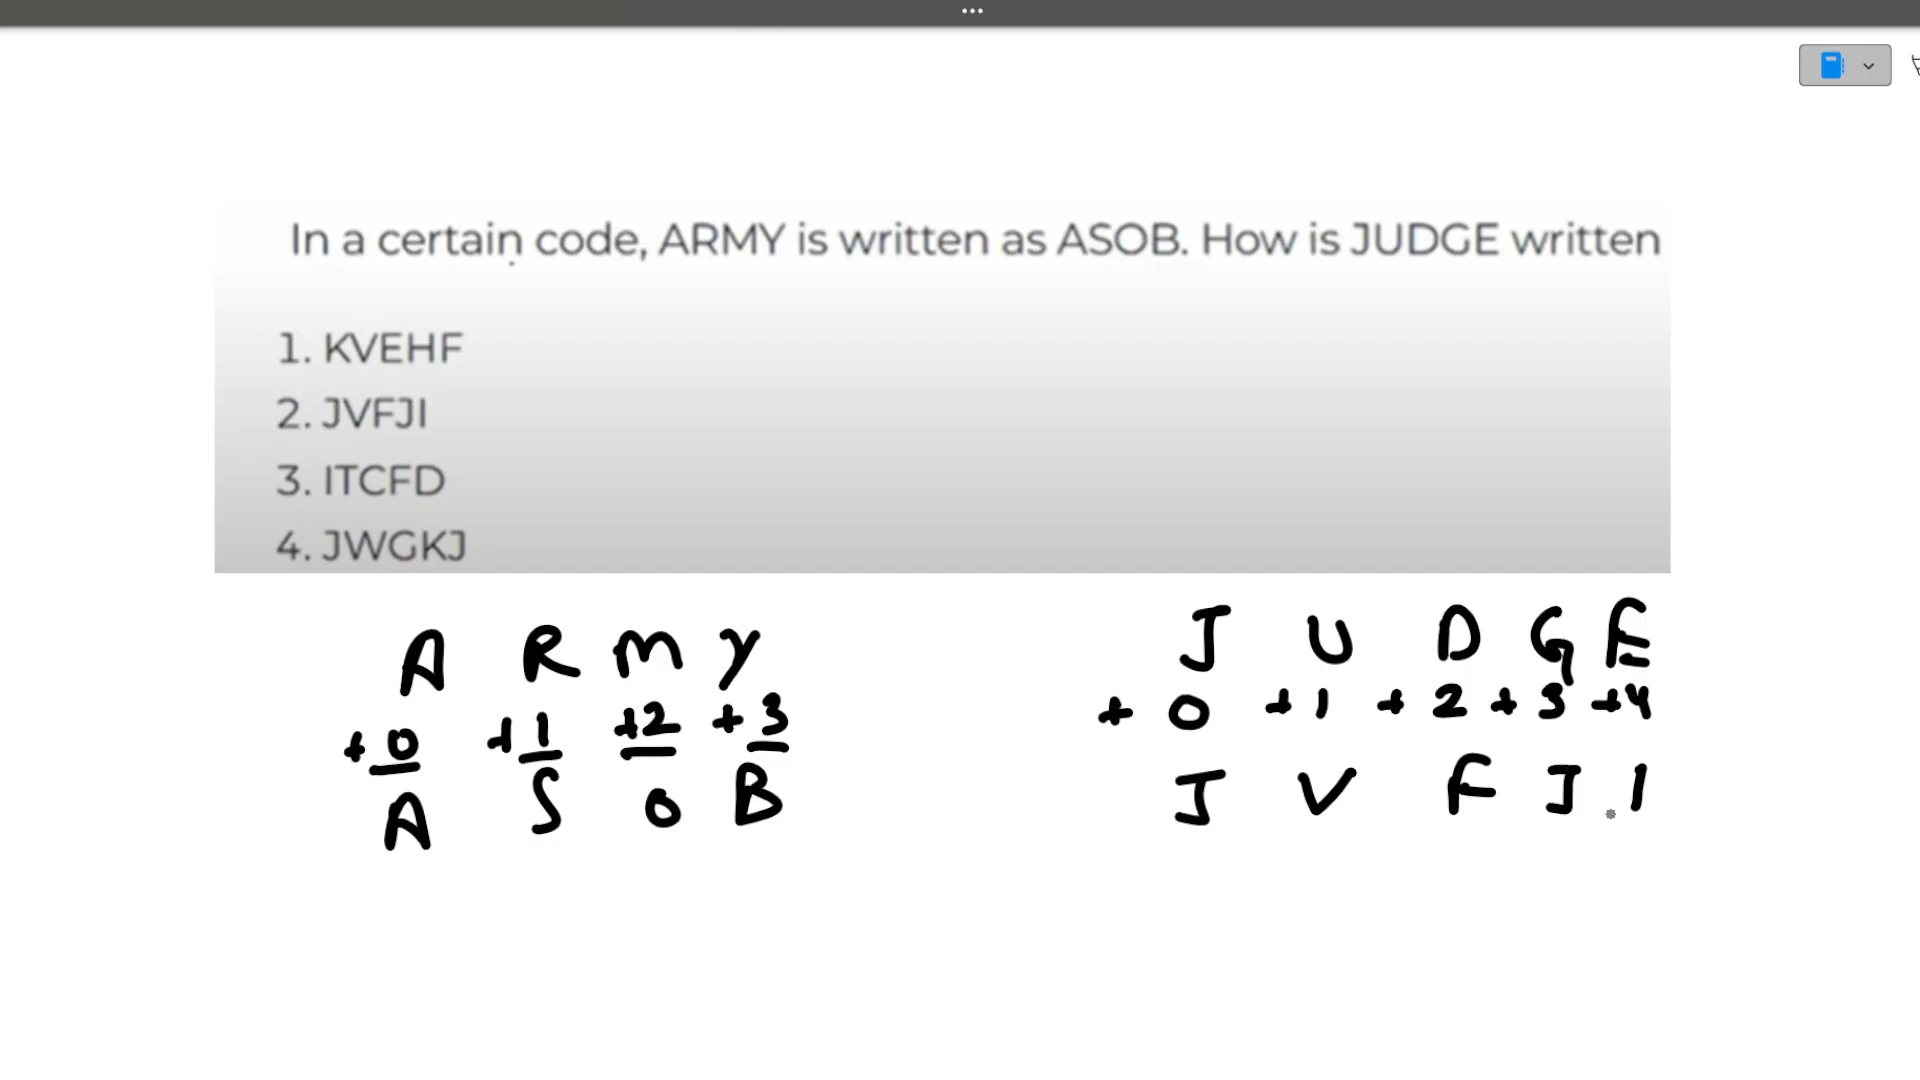 ...
In a certain code, ARMY is written as ASOB. How is JUDGE written
1. KVEHF
2. JVFJI
3. ITCFD
4. JWGKJ
A R M Y
+0 +1 +2 +3
A S O B
J U D G E
+ 0 +1 +2 +3 +4
J V F J I